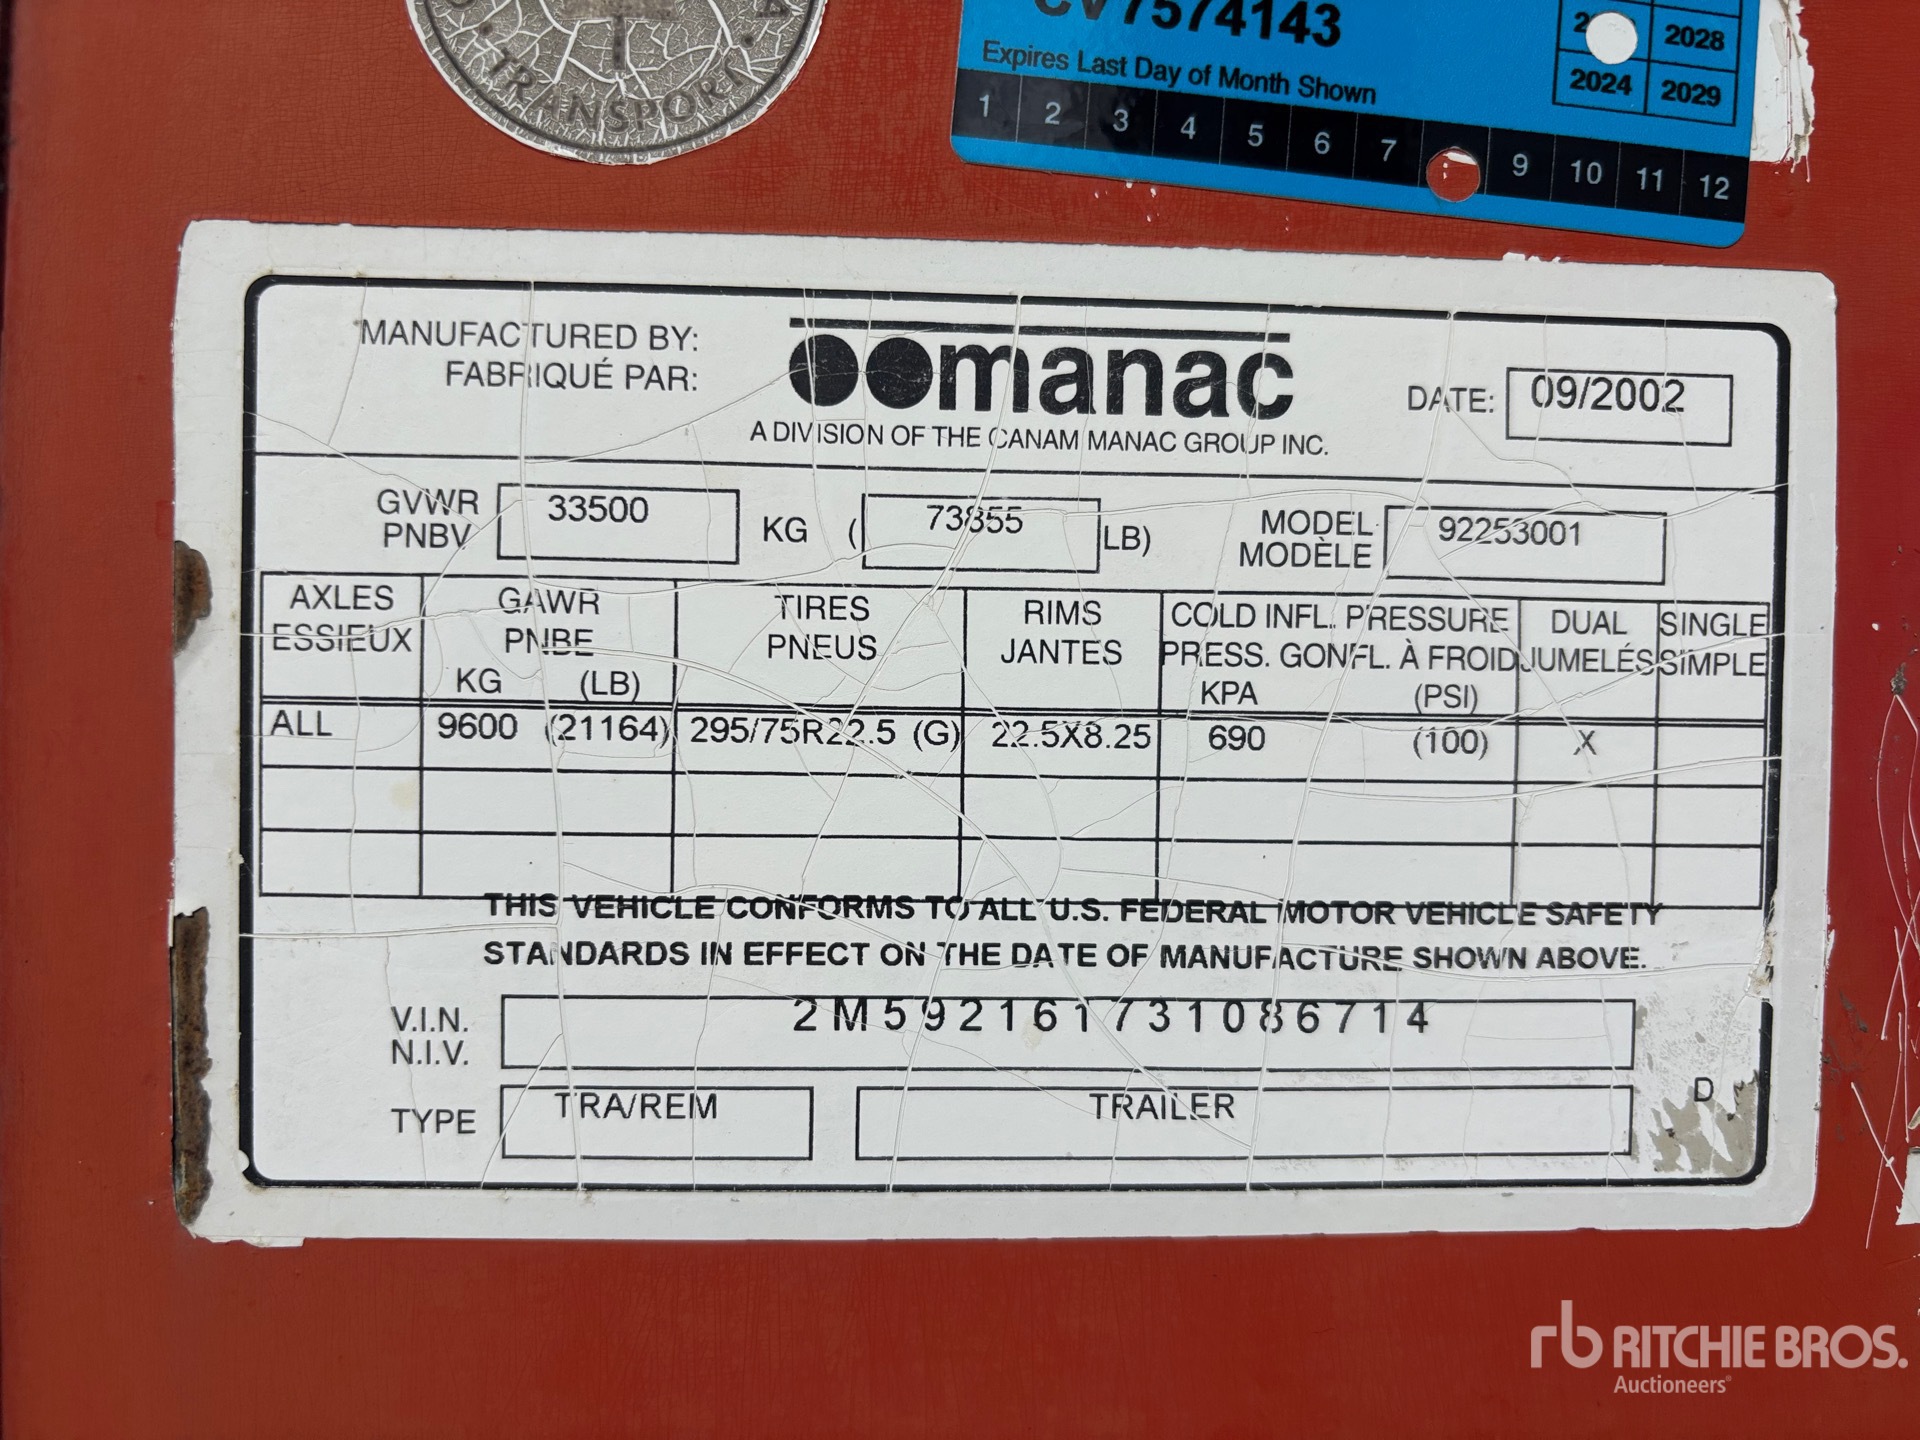 TRANSPORT
CV7574143
Expires Last Day of Month Shown
2028
2024 2029
1 2 3 4 5 6 7 9 10 11 12
MANUFACTURED BY:
FABRIQUÉ PAR:
manac
A DIVISION OF THE CANAM MANAC GROUP INC.
DATE: 09/2002
GVWR
PNBV
33500 KG ( 73855 LB)
MODEL
MODÈLE
92253001
AXLES
ESSIEUX
GAWR
PNBE
KG (LB)
TIRES
PNEUS
RIMS
JANTES
COLD INFL. PRESSURE
PRESS. GONFL. À FROID
KPA (PSI)
DUAL
JUMELÉS
SINGLE
SIMPLE
ALL 9600 (21164) 295/75R22.5 (G) 22.5X8.25 690 (100) X
THIS VEHICLE CONFORMS TO ALL U.S. FEDERAL MOTOR VEHICLE SAFETY
STANDARDS IN EFFECT ON THE DATE OF MANUFACTURE SHOWN ABOVE.
V.I.N.
N.I.V.
2M592161731086714
TYPE TRA/REM TRAILER
D
rb RITCHIE BROS.
Auctioneers